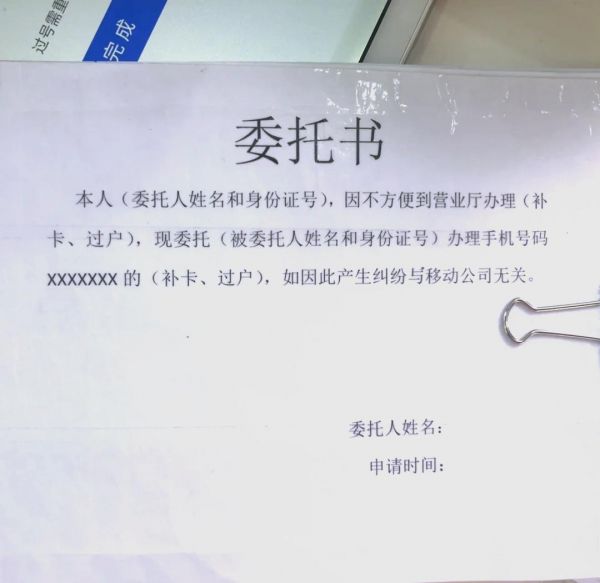 过号需重
完成
委托书
本人（委托人姓名和身份证号），因不方便到营业厅办理（补
卡、过户），现委托（被委托人姓名和身份证号）办理手机号码
XXXXXXX 的（补卡、过户），如因此产生纠纷与移动公司无关。
委托人姓名：
申请时间：